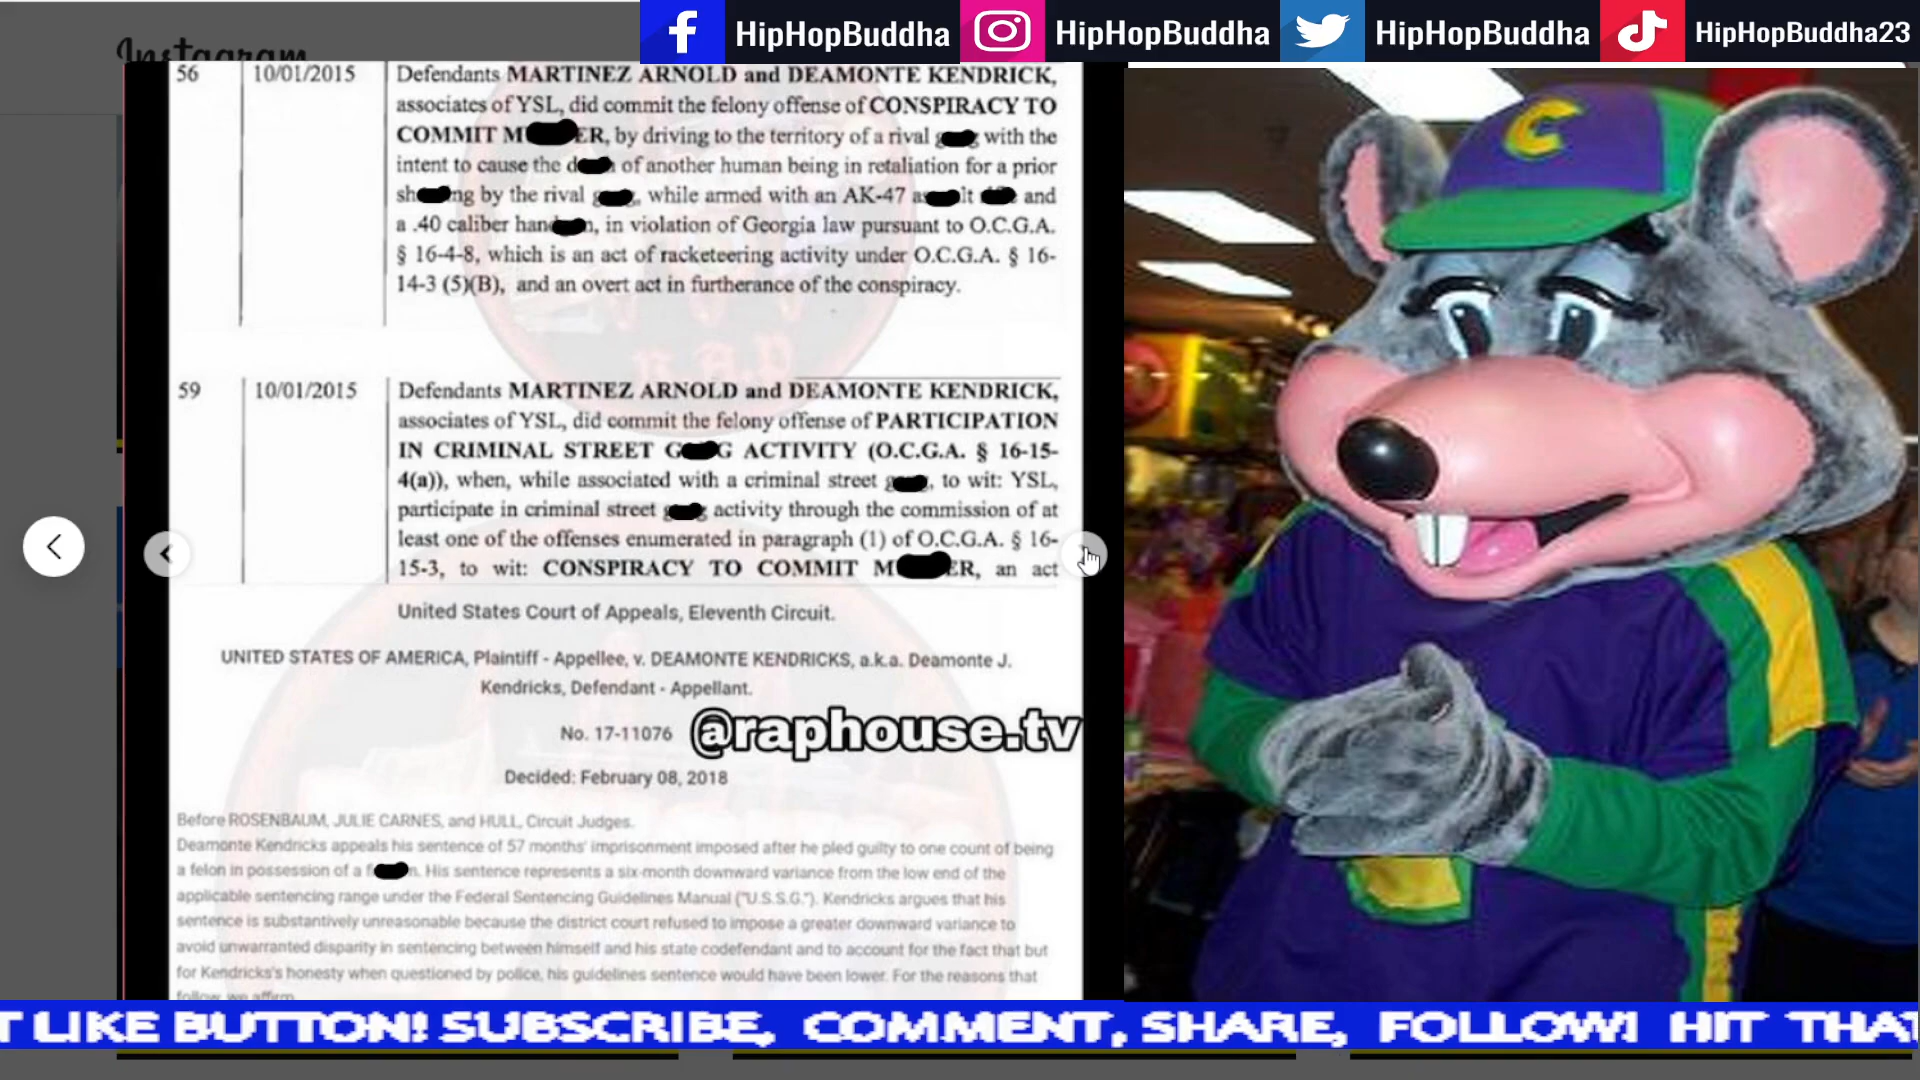 HipHopBuddha
HipHopBuddha
HipHopBuddha
HipHopBuddha23
Instagram
56 10/01/2015 Defendants MARTINEZ ARNOLD and DEAMONTE KENDRICK,
associates of YSL, did commit the felony offense of CONSPIRACY TO
COMMIT M ER, by driving to the territory of a rival g with the
intent to cause the d of another human being in retaliation for a prior
sh ng by the rival g , while armed with an AK-47 as lt and
a .40 caliber han n, in violation of Georgia law pursuant to O.C.G.A.
§ 16-4-8, which is an act of racketeering activity under O.C.G.A. § 16-
14-3 (5)(B), and an overt act in furtherance of the conspiracy.
R.A.P
59 10/01/2015 Defendants MARTINEZ ARNOLD and DEAMONTE KENDRICK,
associates of YSL, did commit the felony offense of PARTICIPATION
IN CRIMINAL STREET G G ACTIVITY (O.C.G.A. § 16-15-
4(a)), when, while associated with a criminal street g , to wit: YSL,
participate in criminal street g activity through the commission of at
least one of the offenses enumerated in paragraph (1) of O.C.G.A. § 16-
15-3, to wit: CONSPIRACY TO COMMIT M ER, an act
United States Court of Appeals, Eleventh Circuit.
UNITED STATES OF AMERICA, Plaintiff - Appellee, v. DEAMONTE KENDRICKS, a.k.a. Deamonte J.
Kendricks, Defendant - Appellant.
No. 17-11076
@raphouse.tv
Decided: February 08, 2018
Before ROSENBAUM, JULIE CARNES, and HULL, Circuit Judges.
Deamonte Kendricks appeals his sentence of 57 months' imprisonment imposed after he pled guilty to one count of being
a felon in possession of a f n. His sentence represents a six-month downward variance from the low end of the
applicable sentencing range under the Federal Sentencing Guidelines Manual ("U.S.S.G."). Kendricks argues that his
sentence is substantively unreasonable because the district court refused to impose a greater downward variance to
avoid unwarranted disparity in sentencing between himself and his state codefendant and to account for the fact that but
for Kendricks's honesty when questioned by police, his guidelines sentence would have been lower. For the reasons that
follow, we affirm.
C
T LIKE BUTTON! SUBSCRIBE, COMMENT, SHARE, FOLLOW! HIT THAT